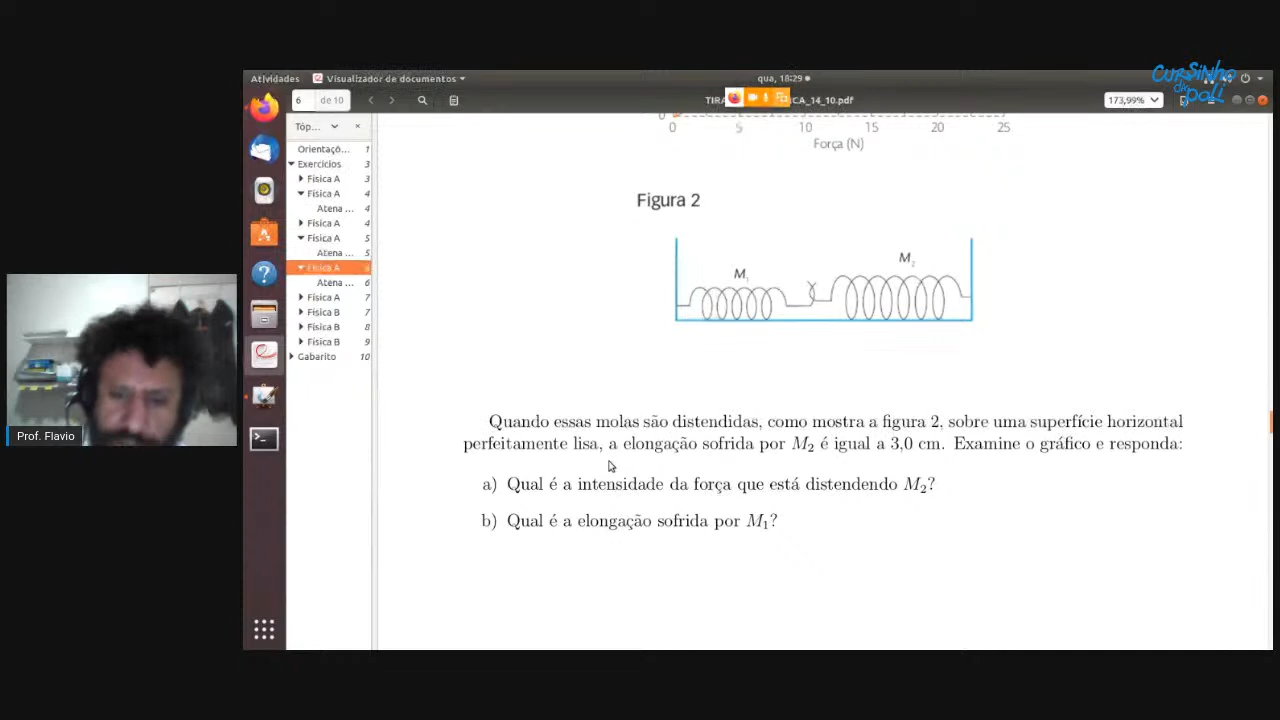 CURSINHO
da
POLI
Atividades
Visualizador de documentos
qua, 18:29
6
de 10
TIRA
CA_14_10.pdf
173,99%
Tóp...
Orientaçõ... 1
Exercícios 3
Física A 3
Física A 4
Atena ... 4
Física A 4
Física A 5
Atena ... 5
Física A
Atena ... 6
Física A 7
Física B 7
Física B 8
Física B 9
Gabarito 10
0
0 5 10 15 20 25
Força (N)
Figura 2
M1
M2
Quando essas molas são distendidas, como mostra a figura 2, sobre uma superfície horizontal
perfeitamente lisa, a elongação sofrida por M2 é igual a 3,0 cm. Examine o gráfico e responda:
a) Qual é a intensidade da força que está distendendo M2?
b) Qual é a elongação sofrida por M1?
Prof. Flavio